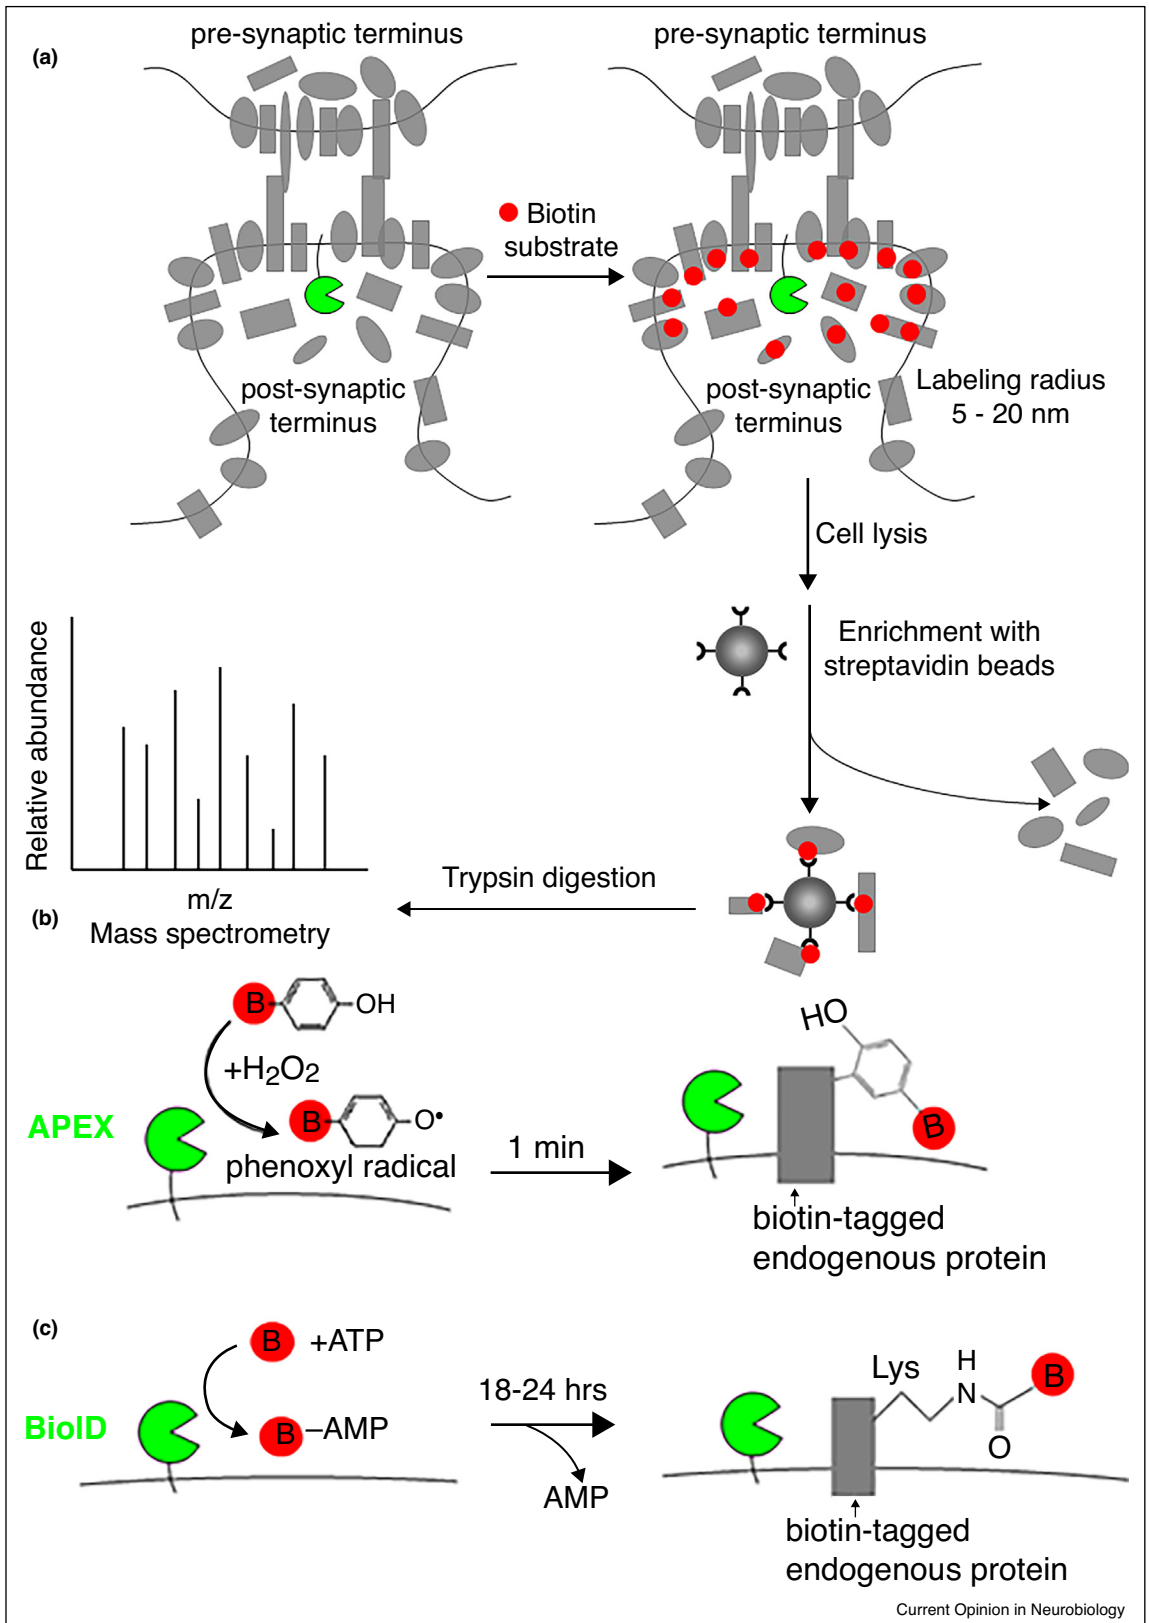 (a)
pre-synaptic terminus
pre-synaptic terminus
Biotin
substrate
post-synaptic
terminus
post-synaptic
terminus
Labeling radius
5 - 20 nm
Cell lysis
Enrichment with
streptavidin beads
Relative abundance
m/z
Mass spectrometry
Trypsin digestion
(b)
B
OH
+H2O2
B
O•
phenoxyl radical
APEX
1 min
HO
B
biotin-tagged
endogenous protein
(c)
B +ATP
BioID
B –AMP
18-24 hrs
AMP
Lys
H
N
O
B
biotin-tagged
endogenous protein
Current Opinion in Neurobiology